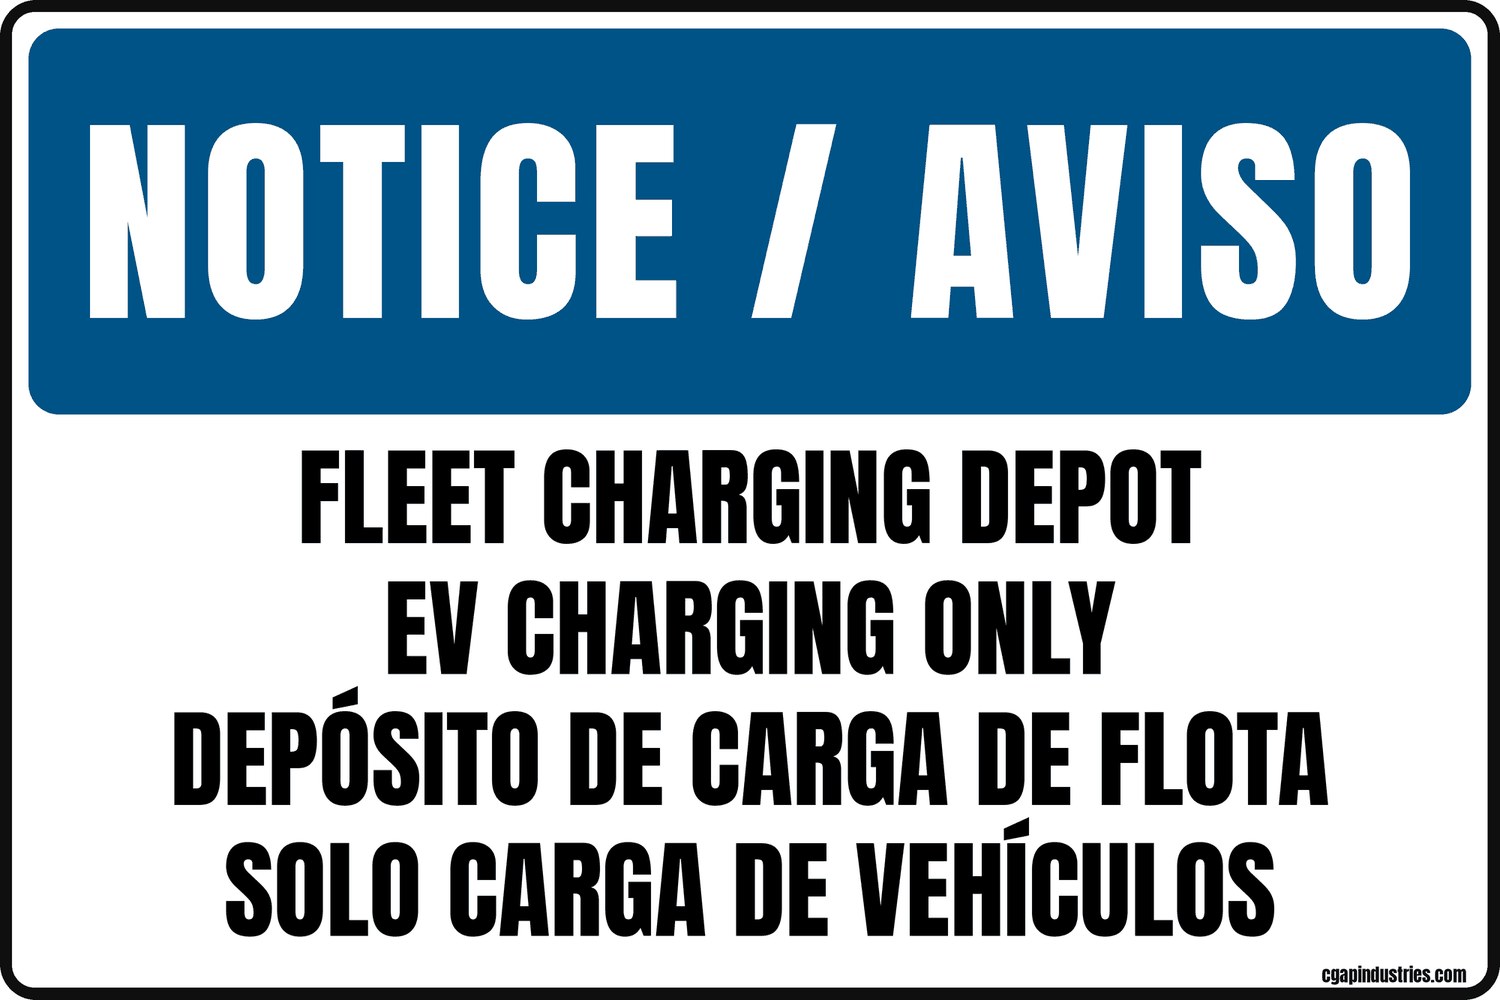 NOTICE / AVISO
FLEET CHARGING DEPOT
EV CHARGING ONLY
DEPÓSITO DE CARGA DE FLOTA
SOLO CARGA DE VEHÍCULOS
cgapindustries.com